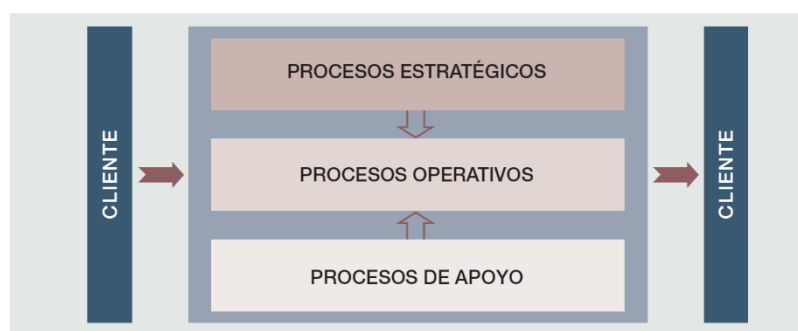 CLIENTE
PROCESOS ESTRATÉGICOS
PROCESOS OPERATIVOS
PROCESOS DE APOYO
CLIENTE